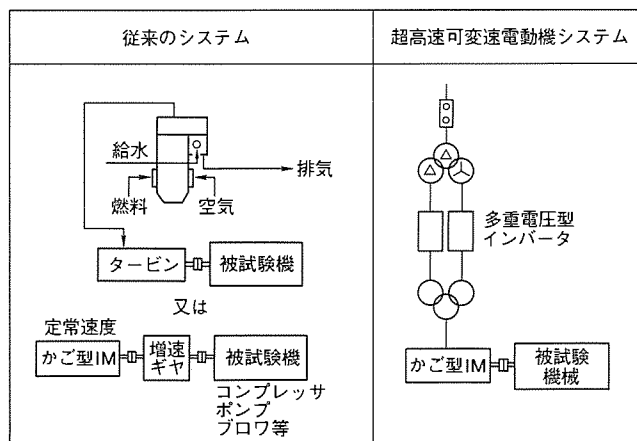 従来のシステム
超高速可変速電動機システム
給水
排気
燃料
空気
タービン
被試験機
又は
定常速度
かご型IM
増速
ギヤ
被試験機
コンプレッサ
ポンプ
ブロワ等
多重電圧型
インバータ
かご型IM
被試験
機械